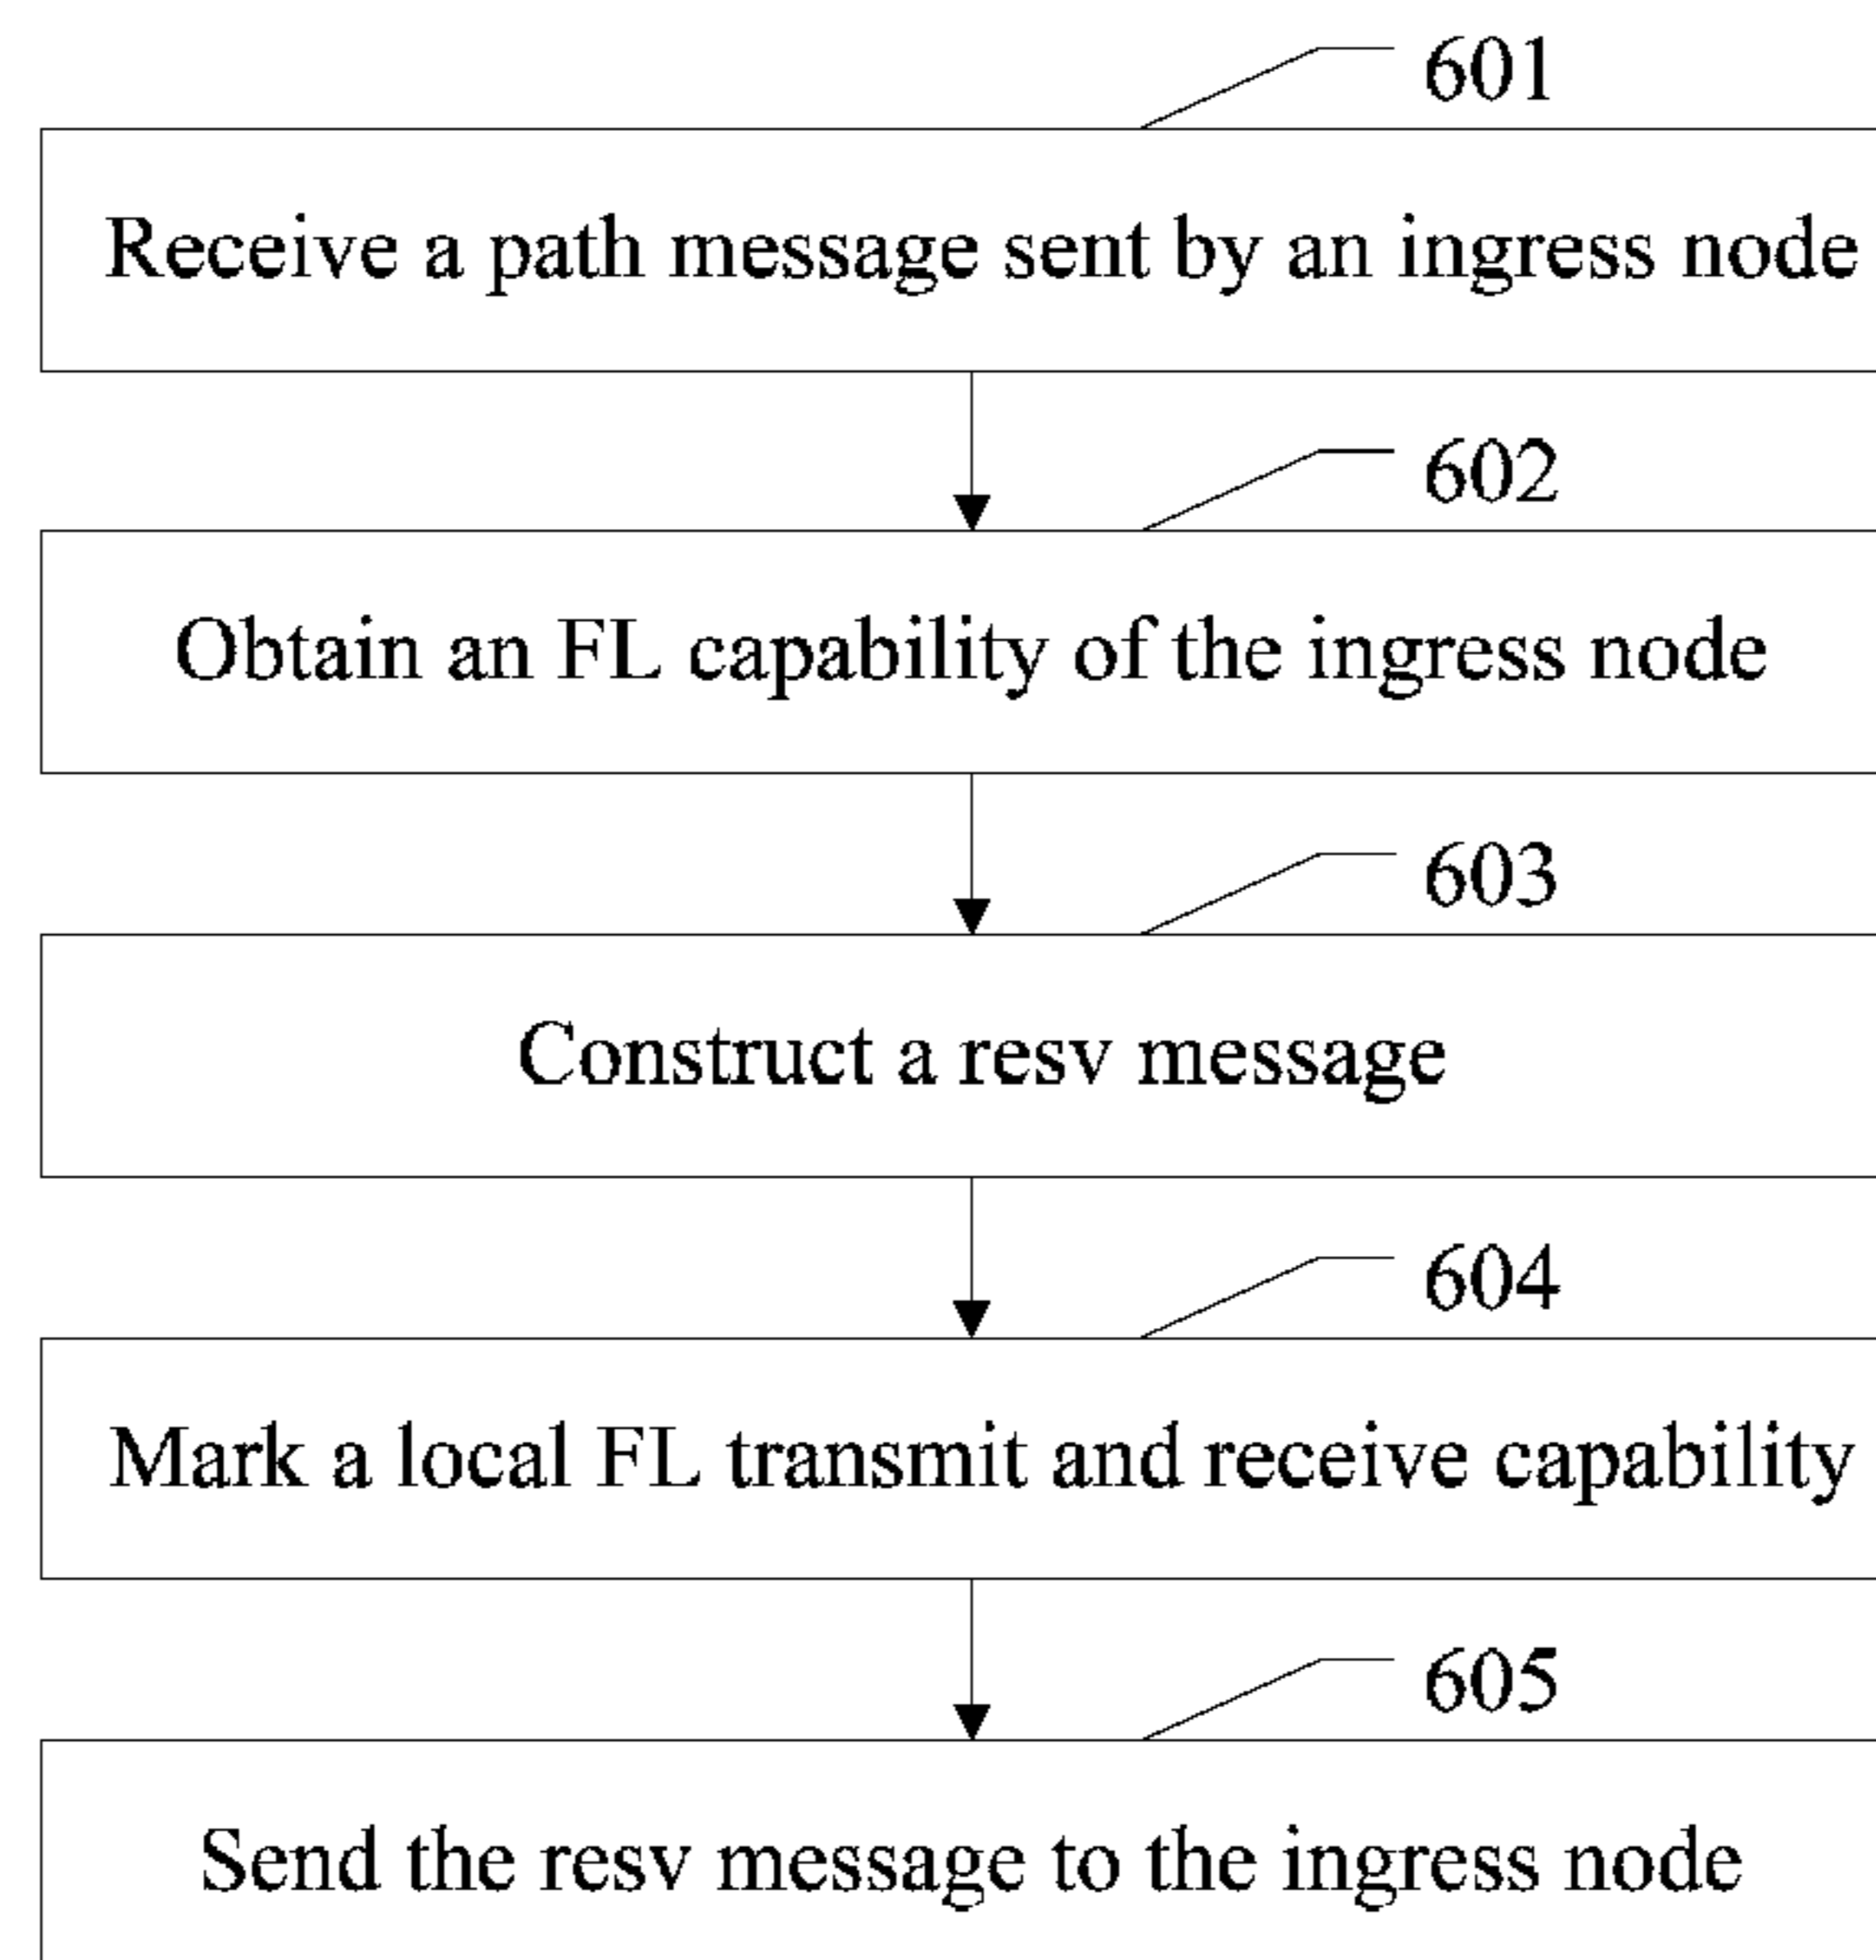 601
Receive a path message sent by an ingress node
602
Obtain an FL capability of the ingress node
603
Construct a resv message
604
Mark a local FL transmit and receive capability
605
Send the resv message to the ingress node